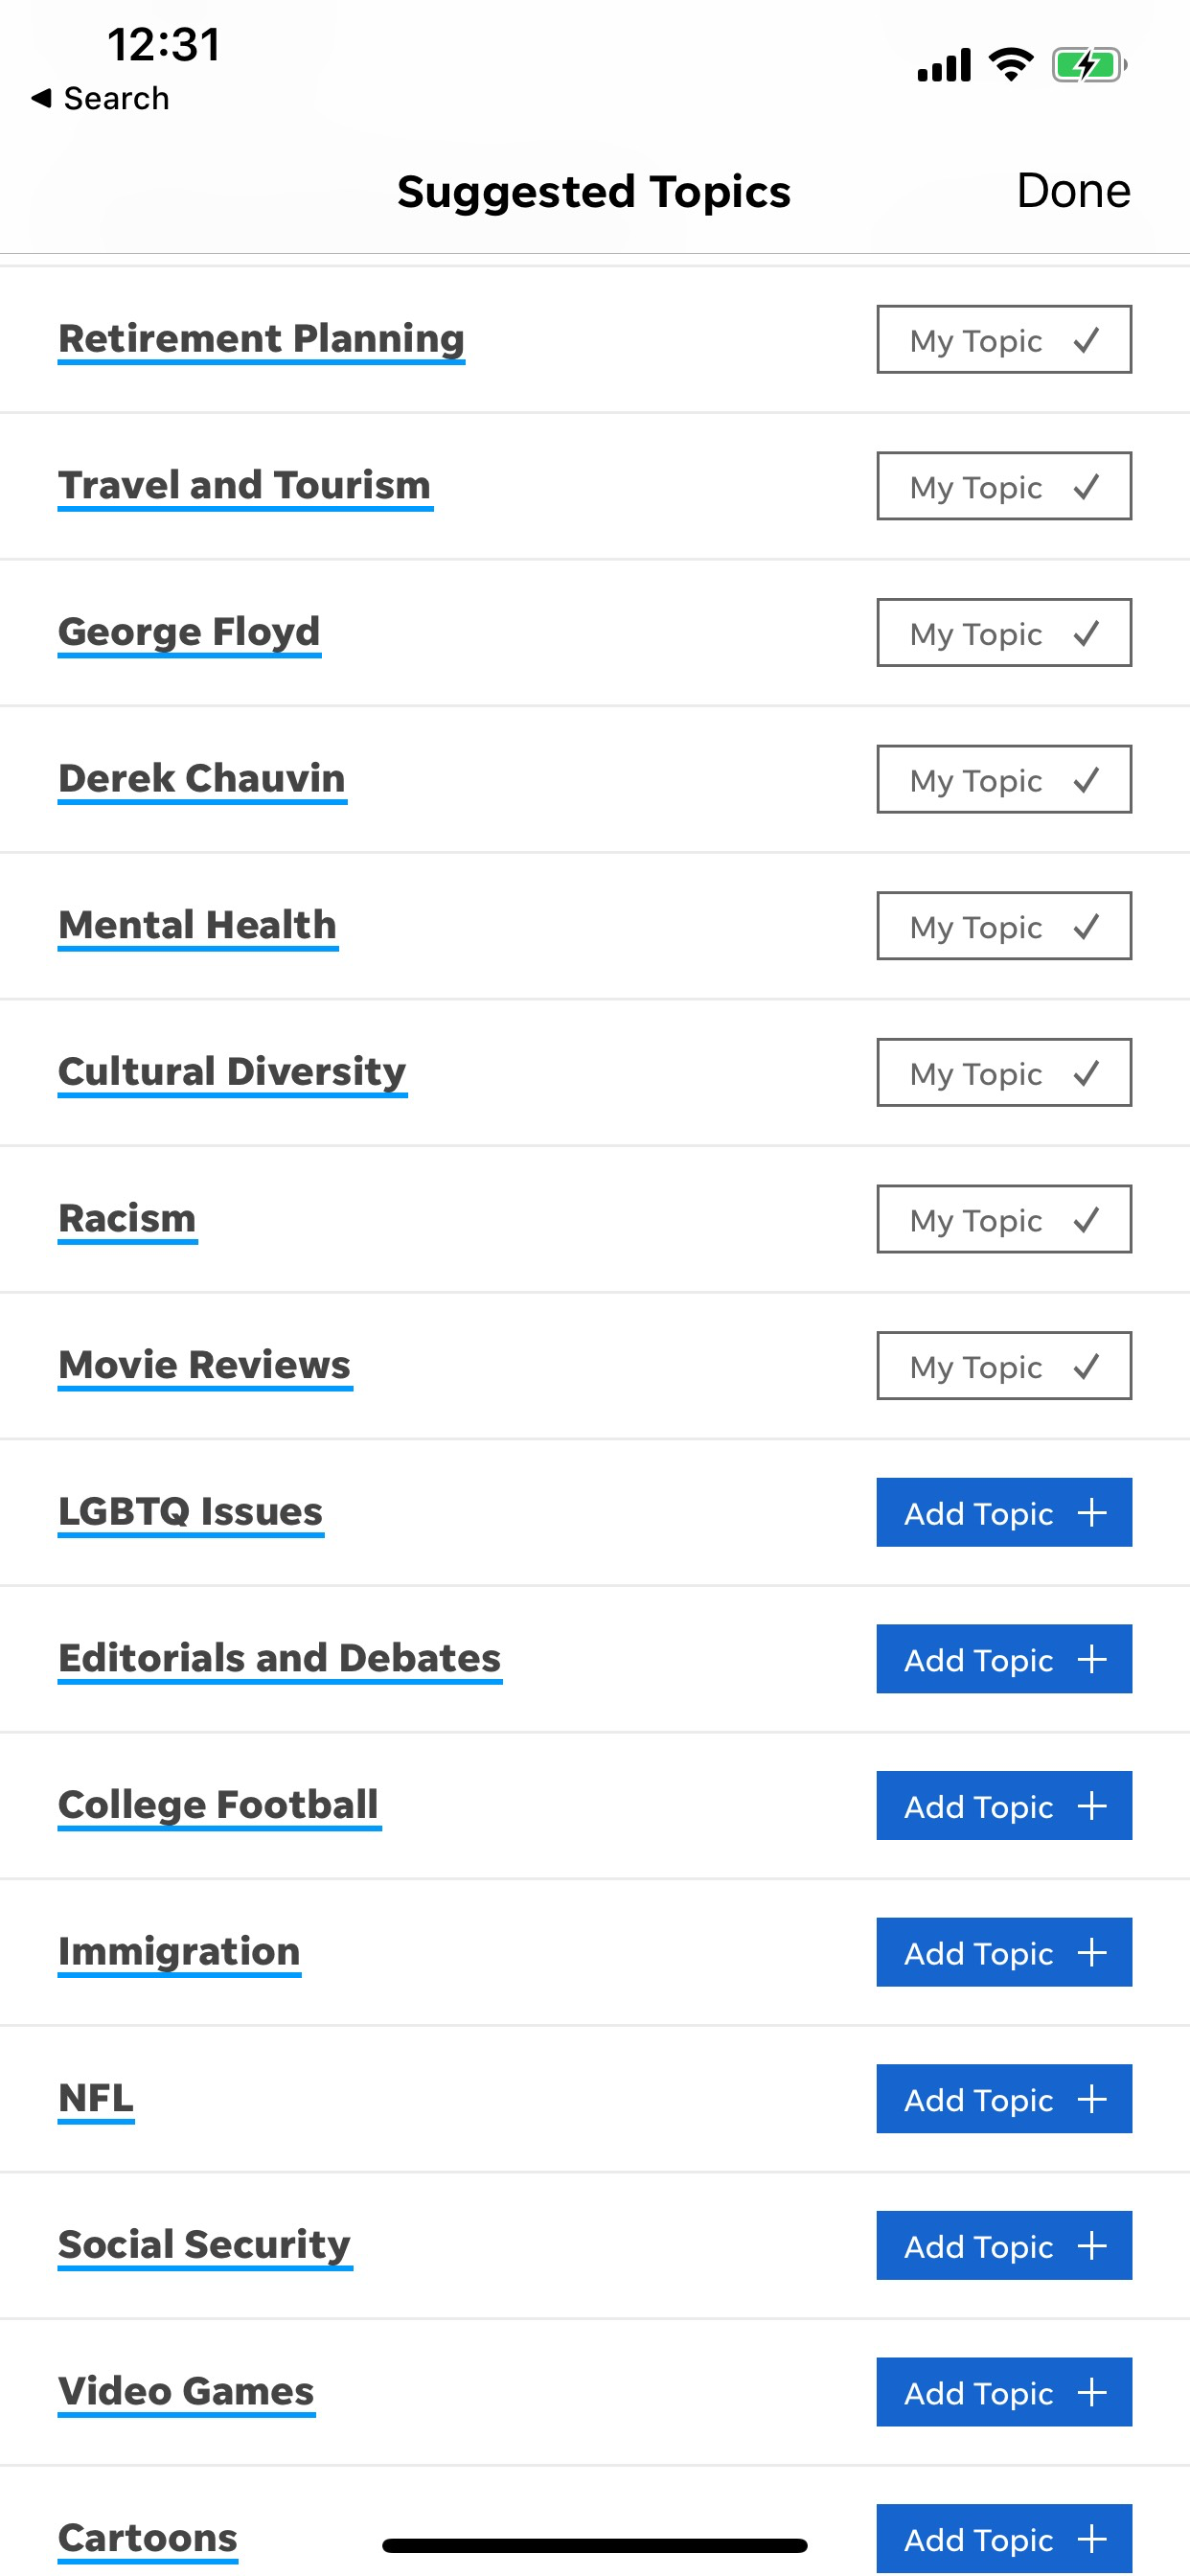 12:31
◀ Search
Suggested Topics Done
Retirement Planning My Topic ✓
Travel and Tourism My Topic ✓
George Floyd My Topic ✓
Derek Chauvin My Topic ✓
Mental Health My Topic ✓
Cultural Diversity My Topic ✓
Racism My Topic ✓
Movie Reviews My Topic ✓
LGBTQ Issues Add Topic +
Editorials and Debates Add Topic +
College Football Add Topic +
Immigration Add Topic +
NFL Add Topic +
Social Security Add Topic +
Video Games Add Topic +
Cartoons Add Topic +